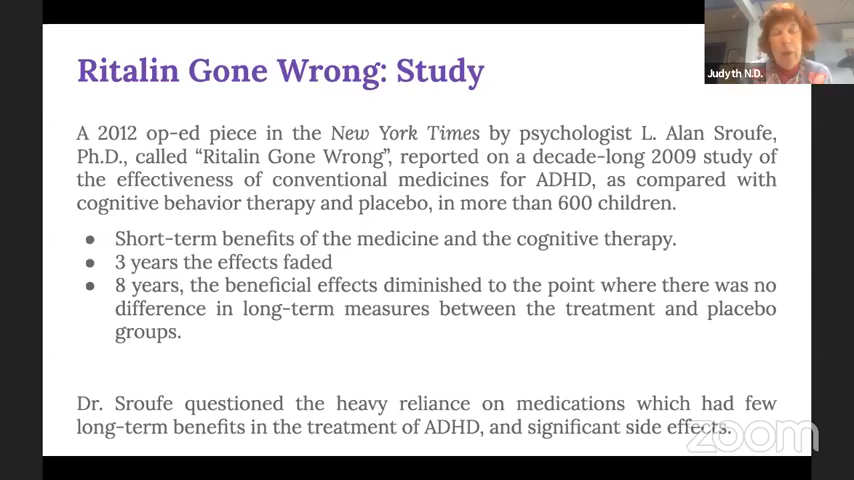 Ritalin Gone Wrong: Study
Judyth N.D.
A 2012 op-ed piece in the New York Times by psychologist L. Alan Sroufe,
Ph.D., called “Ritalin Gone Wrong”, reported on a decade-long 2009 study of
the effectiveness of conventional medicines for ADHD, as compared with
cognitive behavior therapy and placebo, in more than 600 children.
● Short-term benefits of the medicine and the cognitive therapy.
● 3 years the effects faded
● 8 years, the beneficial effects diminished to the point where there was no
difference in long-term measures between the treatment and placebo
groups.
Dr. Sroufe questioned the heavy reliance on medications which had few
long-term benefits in the treatment of ADHD, and significant side effects.
zoom